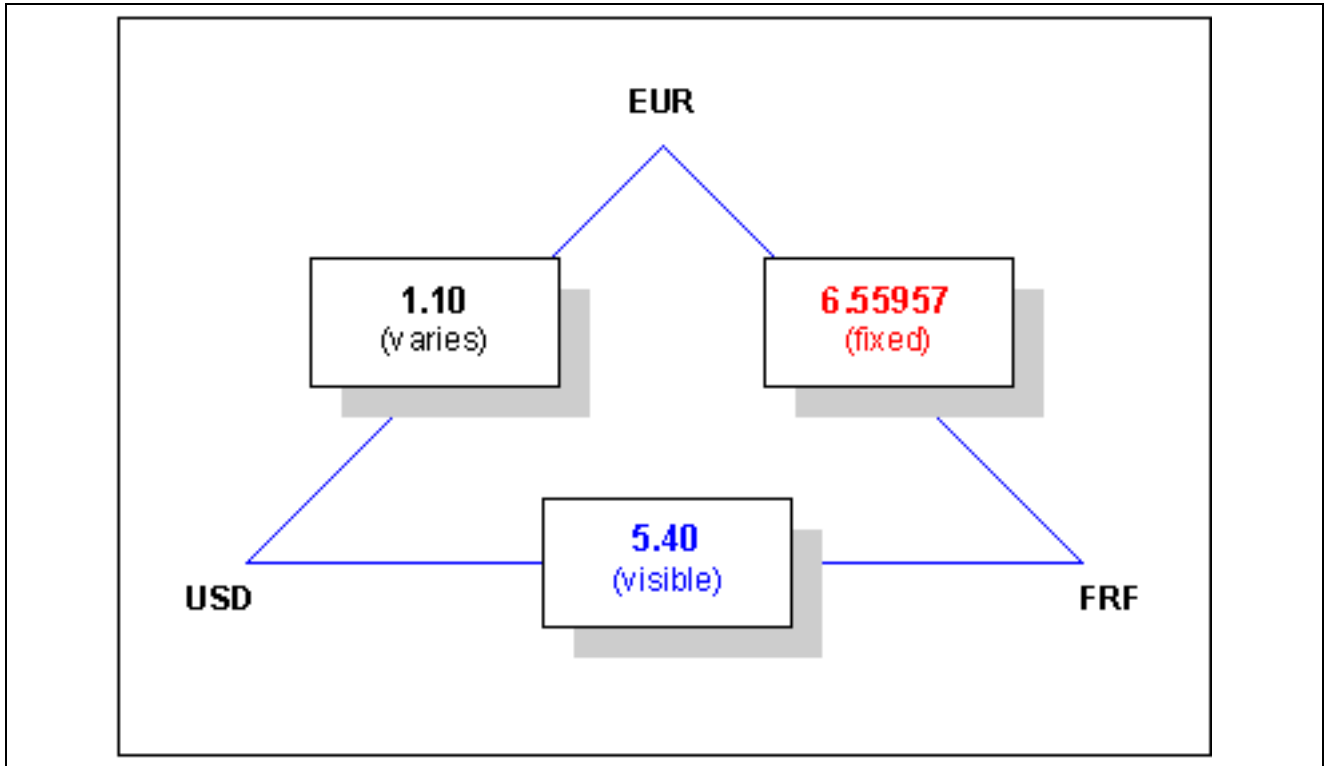 EUR
1.10
(varies)
6.55957
(fixed)
5.40
(visible)
USD
FRF